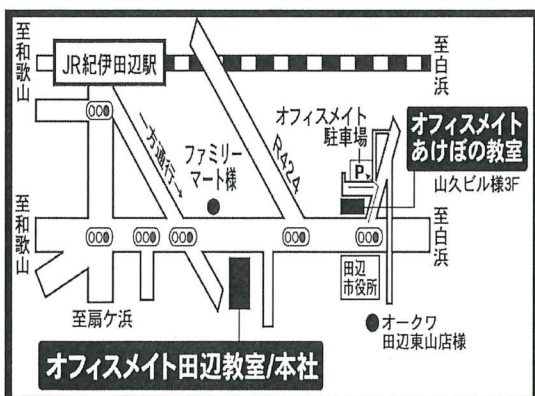 至和歌山
JR紀伊田辺駅
至白浜
一方通行→
ファミリー
マート様
R424
オフィスメイト
駐車場
P
オフィスメイト
あけぼの教室
山久ビル様3F
至和歌山
至白浜
田辺
市役所
至扇ケ浜
オークワ
田辺東山店様
オフィスメイト田辺教室/本社